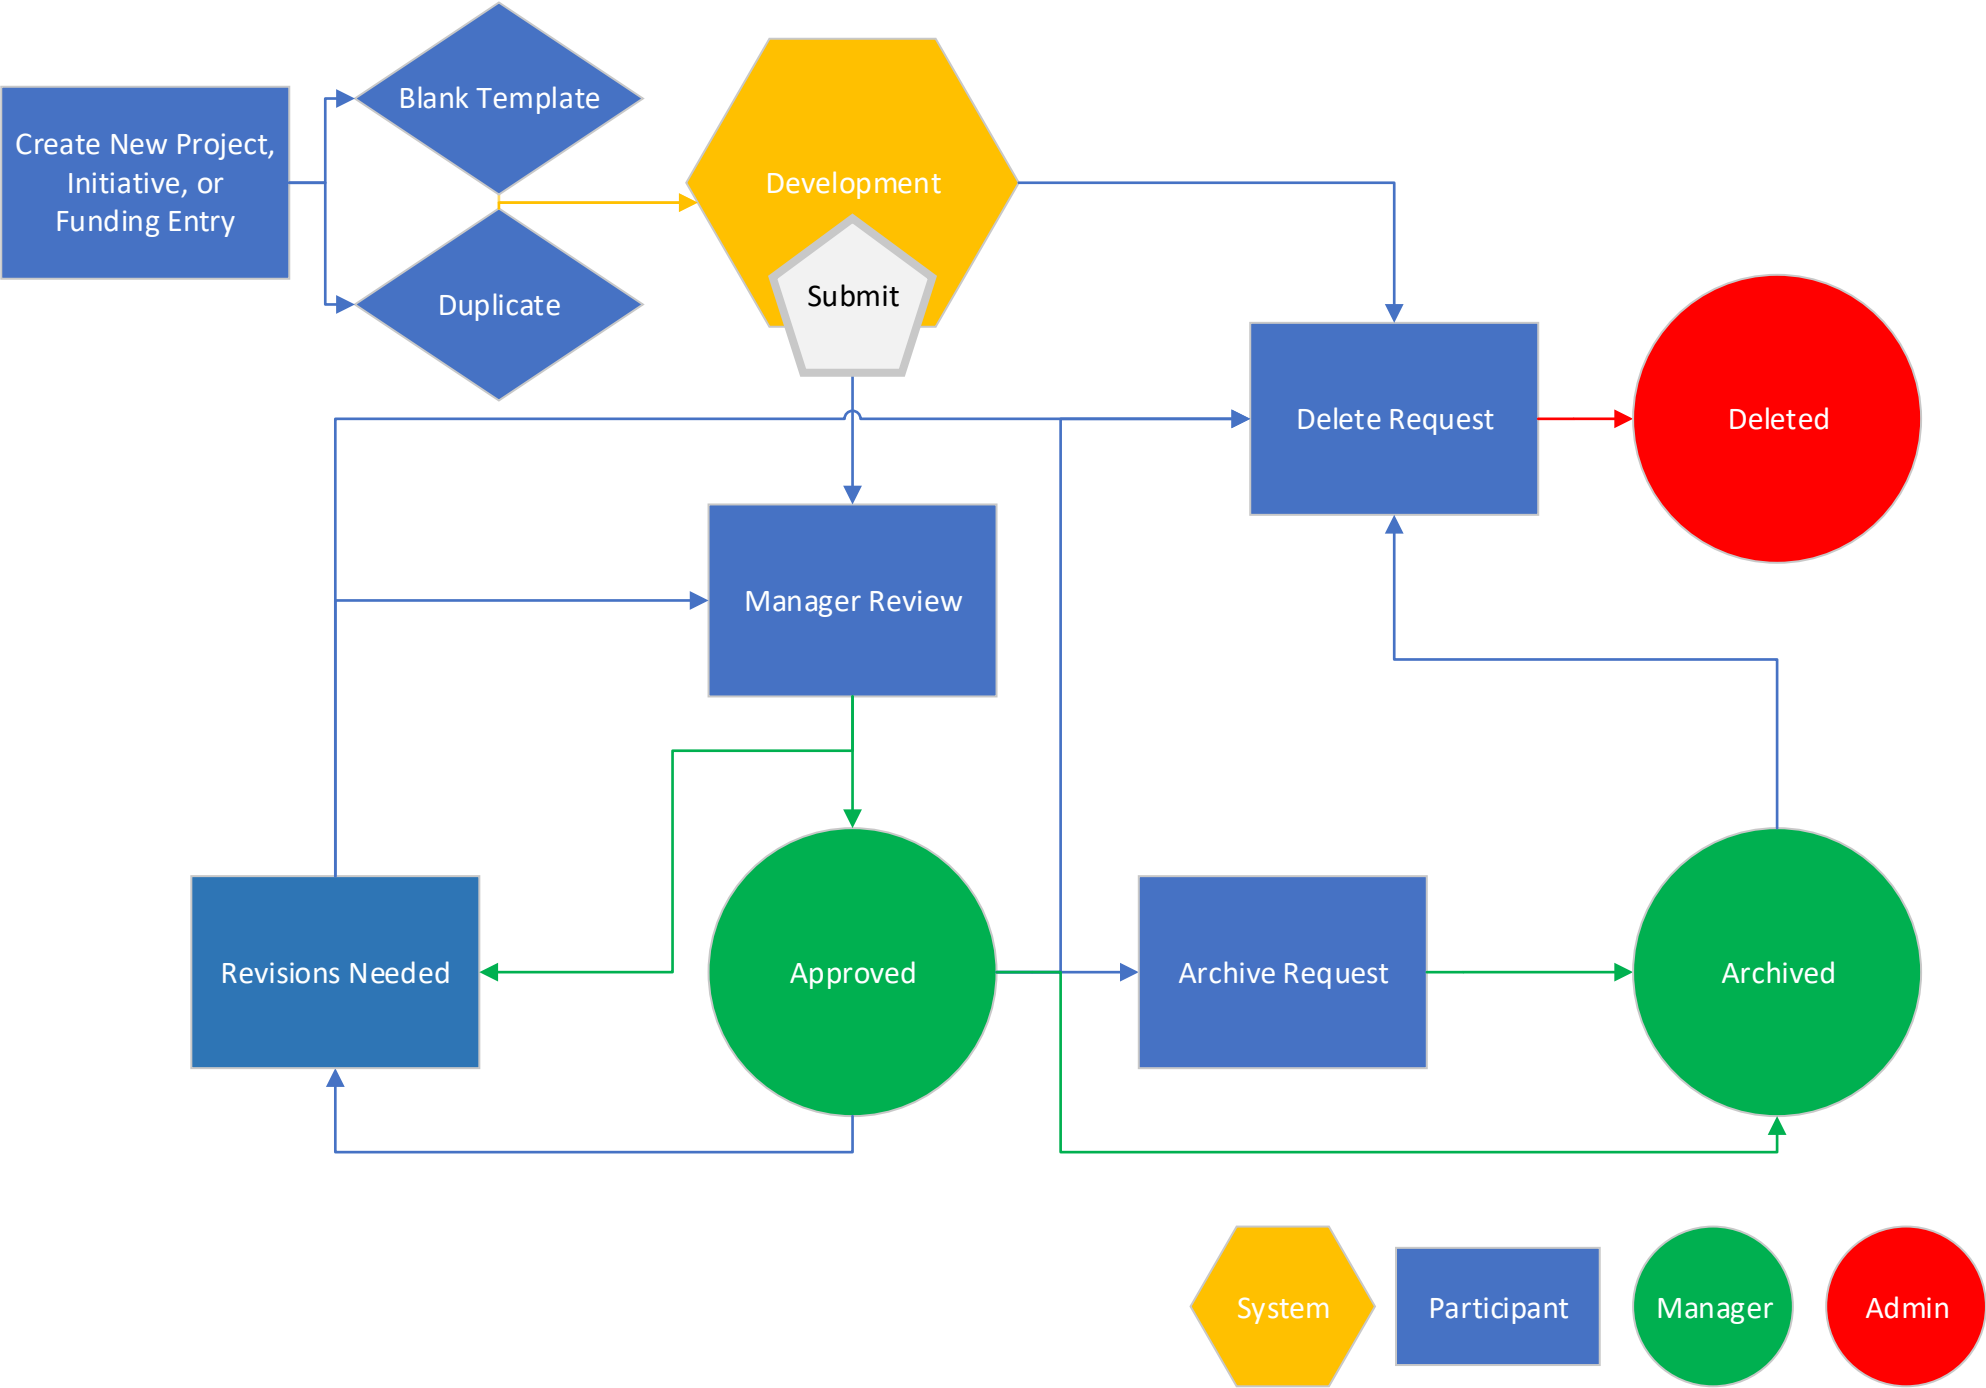 Create New Project,
Initiative, or
Funding Entry
Blank Template
Duplicate
Development
Submit
Delete Request
Deleted
Manager Review
Revisions Needed
Approved
Archive Request
Archived
System
Participant
Manager
Admin